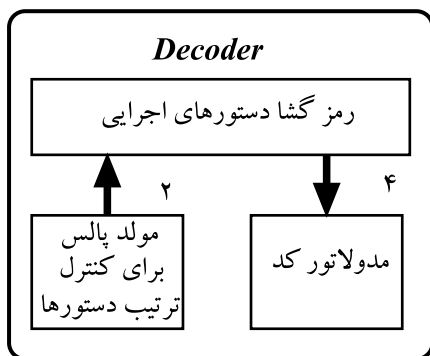 Decoder
رمز گشا دستورهای اجرایی
۲
۴
مولد پالس
برای کنترل
ترتیب دستورها
مدولاتور کد